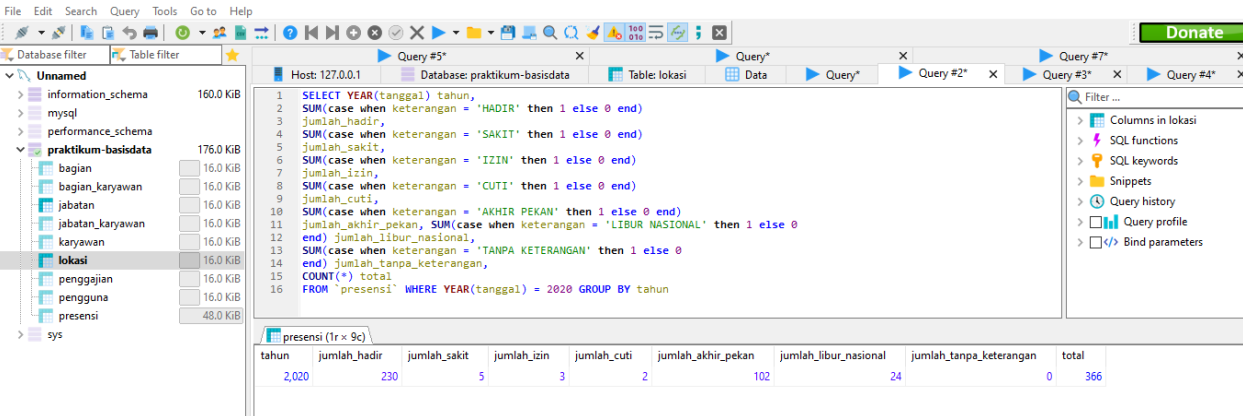 File Edit Search Query Tools Go to Help
Donate
Database filter Table filter
Query #5* Query* Query #7*
Host: 127.0.0.1 Database: praktikum-basisdata Table: lokasi Data Query* Query #2* Query #3* Query #4*
Unnamed
information_schema 160.0 KiB
mysql
performance_schema
praktikum-basisdata 176.0 KiB
bagian 16.0 KiB
bagian_karyawan 16.0 KiB
jabatan 16.0 KiB
jabatan_karyawan 16.0 KiB
karyawan 16.0 KiB
lokasi 16.0 KiB
penggajian 16.0 KiB
pengguna 16.0 KiB
presensi 48.0 KiB
sys
1 SELECT YEAR(tanggal) tahun,
2 SUM(case when keterangan = 'HADIR' then 1 else 0 end)
3 jumlah_hadir,
4 SUM(case when keterangan = 'SAKIT' then 1 else 0 end)
5 jumlah_sakit,
6 SUM(case when keterangan = 'IZIN' then 1 else 0 end)
7 jumlah_izin,
8 SUM(case when keterangan = 'CUTI' then 1 else 0 end)
9 jumlah_cuti,
10 SUM(case when keterangan = 'AKHIR PEKAN' then 1 else 0 end)
11 jumlah_akhir_pekan, SUM(case when keterangan = 'LIBUR NASIONAL' then 1 else 0
12 end) jumlah_libur_nasional,
13 SUM(case when keterangan = 'TANPA KETERANGAN' then 1 else 0
14 end) jumlah_tanpa_keterangan,
15 COUNT(*) total
16 FROM `presensi` WHERE YEAR(tanggal) = 2020 GROUP BY tahun
Filter ...
Columns in lokasi
SQL functions
SQL keywords
Snippets
Query history
Query profile
Bind parameters
presensi (1r × 9c)
tahun jumlah_hadir jumlah_sakit jumlah_izin jumlah_cuti jumlah_akhir_pekan jumlah_libur_nasional jumlah_tanpa_keterangan total
2,020 230 5 3 2 102 24 0 366